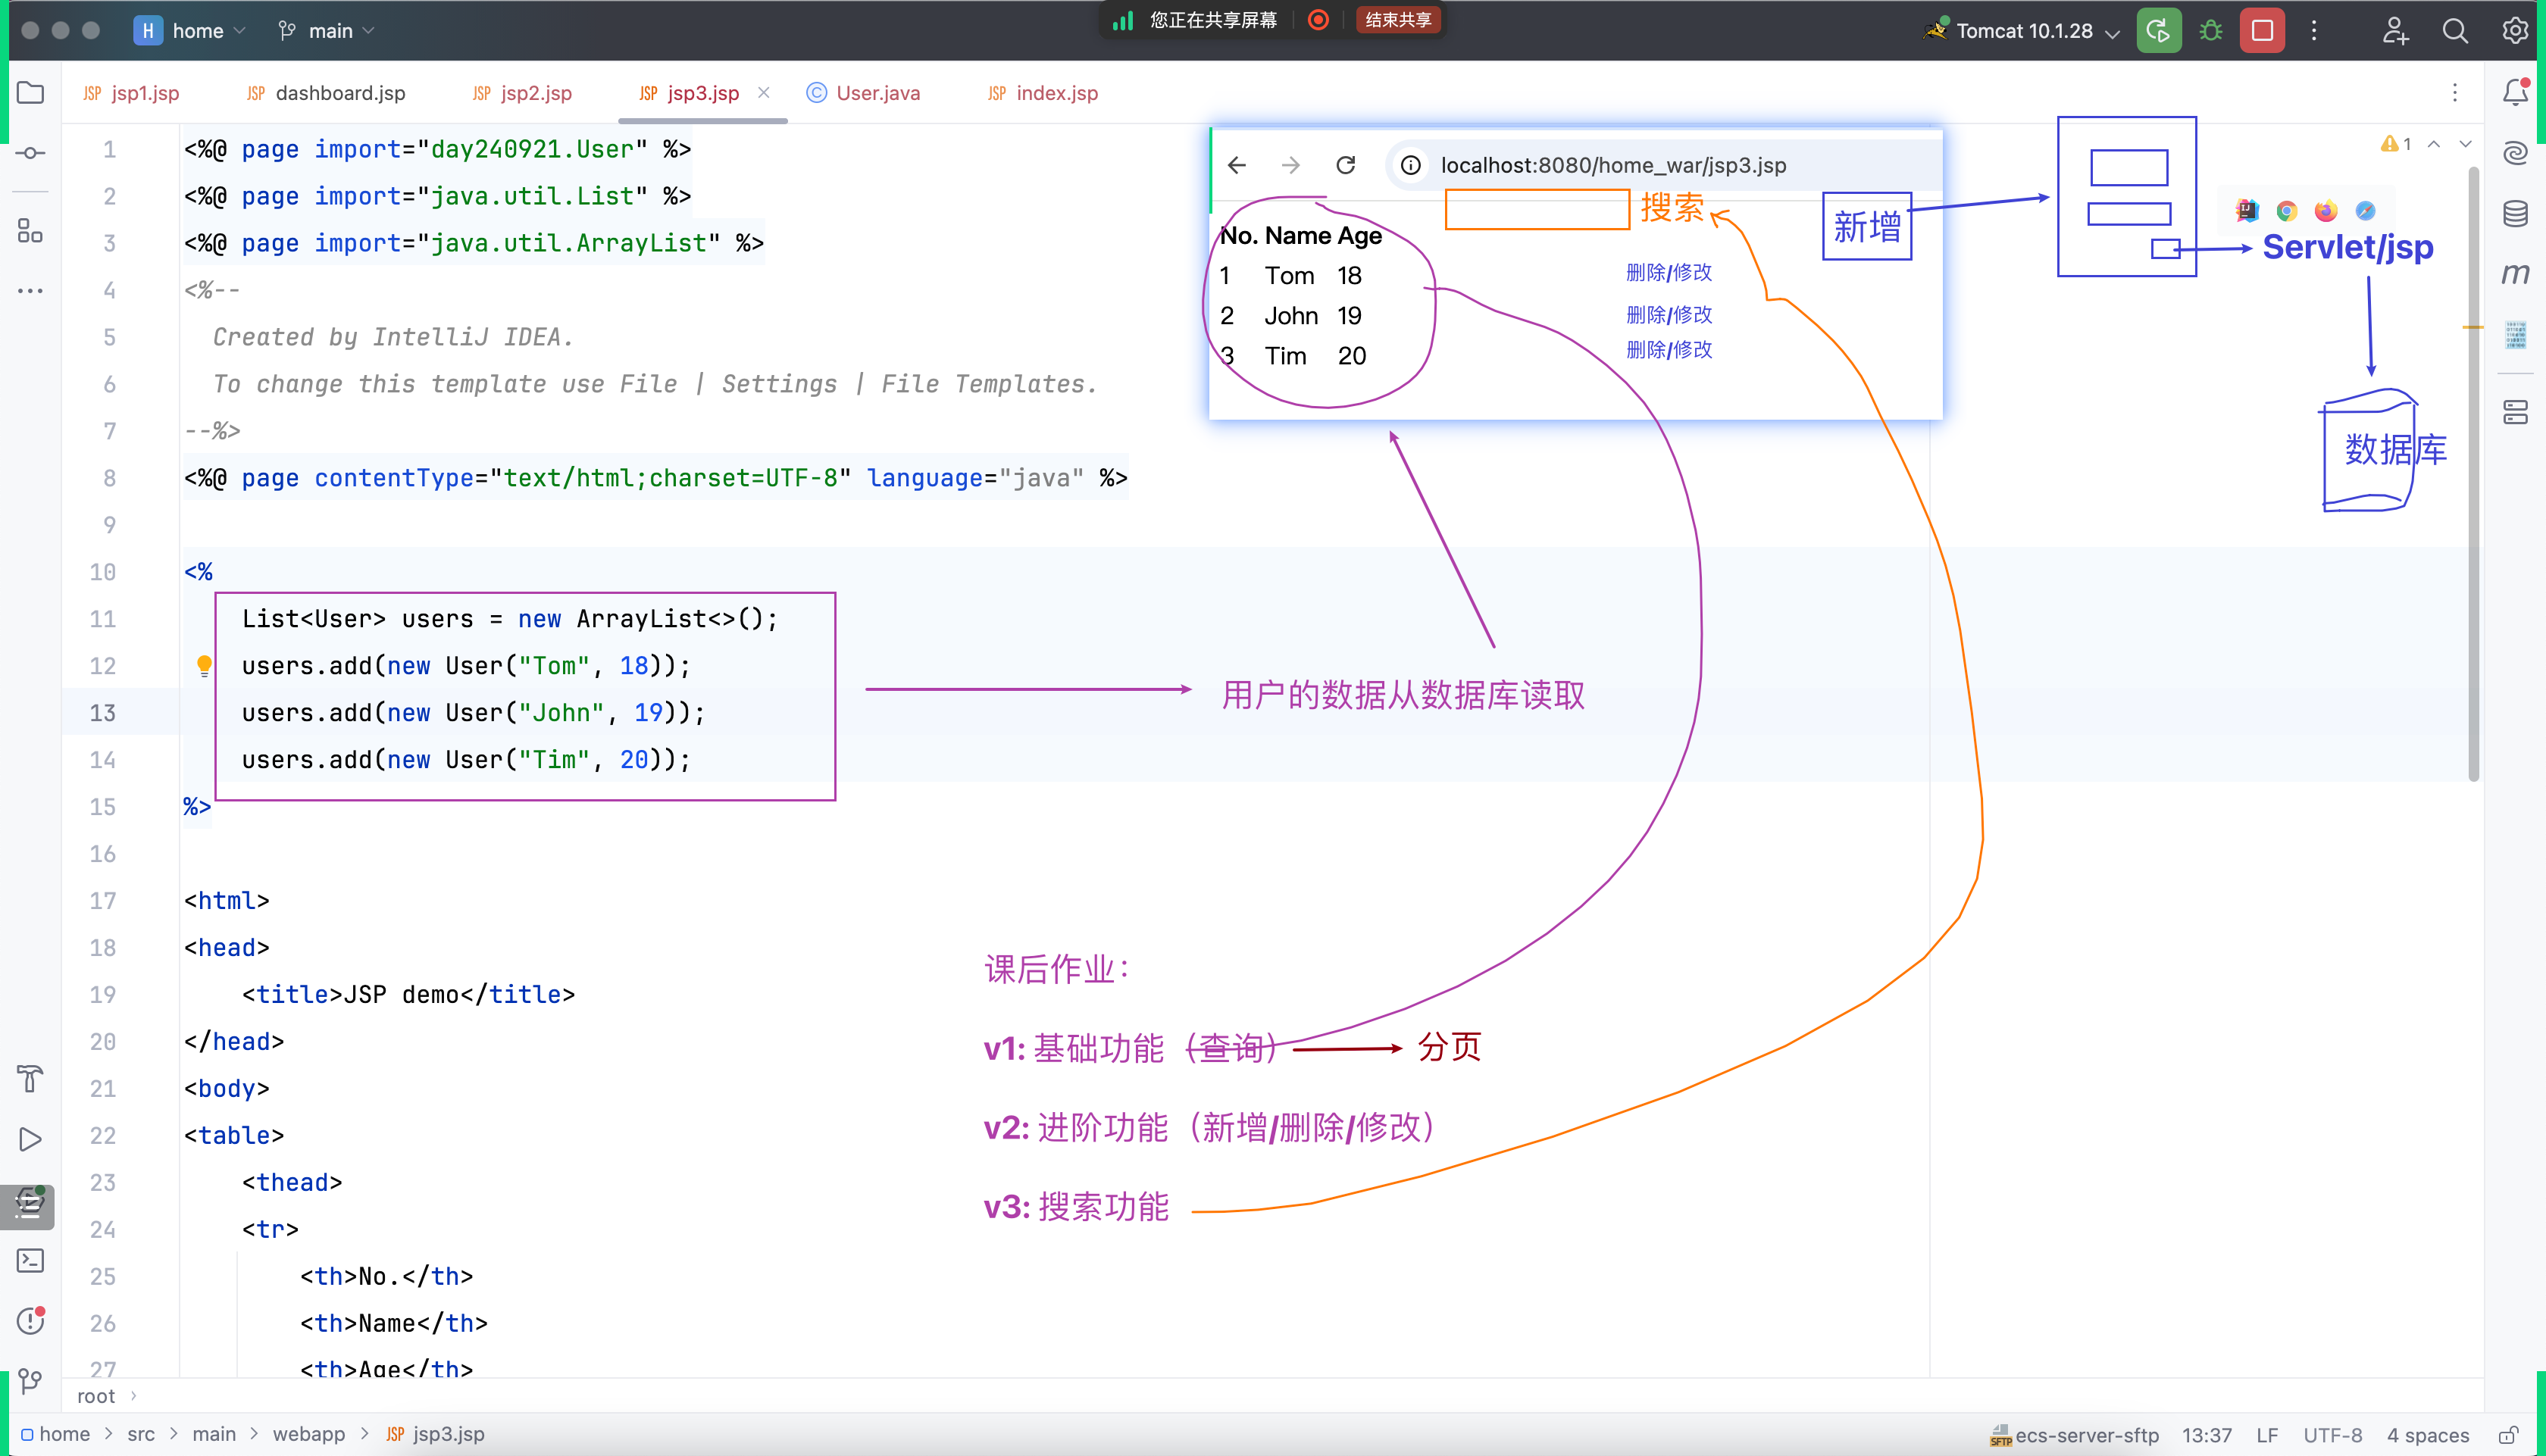 H home main 您正在共享屏幕 结束共享 Tomcat 10.1.28
JSP jsp1.jsp JSP dashboard.jsp JSP jsp2.jsp JSP jsp3.jsp C User.java JSP index.jsp
1 <%@ page import="day240921.User" %>
2 <%@ page import="java.util.List" %>
3 <%@ page import="java.util.ArrayList" %>
4 <%--
5 Created by IntelliJ IDEA.
6 To change this template use File | Settings | File Templates.
7 --%>
8 <%@ page contentType="text/html;charset=UTF-8" language="java" %>
9
10 <%
11 List<User> users = new ArrayList<>();
12 users.add(new User("Tom", 18));
13 users.add(new User("John", 19));
14 users.add(new User("Tim", 20));
15 %>
16
17 <html>
18 <head>
19 <title>JSP demo</title>
20 </head>
21 <body>
22 <table>
23 <thead>
24 <tr>
25 <th>No.</th>
26 <th>Name</th>
27 <th>Age</th>
localhost:8080/home_war/jsp3.jsp
搜索
新增
No. Name Age
1 Tom 18 删除/修改
2 John 19 删除/修改
3 Tim 20 删除/修改
1
Servlet/jsp
数据库
m
用户的数据从数据库读取
课后作业：
v1: 基础功能（查询） 分页
v2: 进阶功能（新增/删除/修改）
v3: 搜索功能
root
home src main webapp JSP jsp3.jsp SFTP ecs-server-sftp 13:37 LF UTF-8 4 spaces